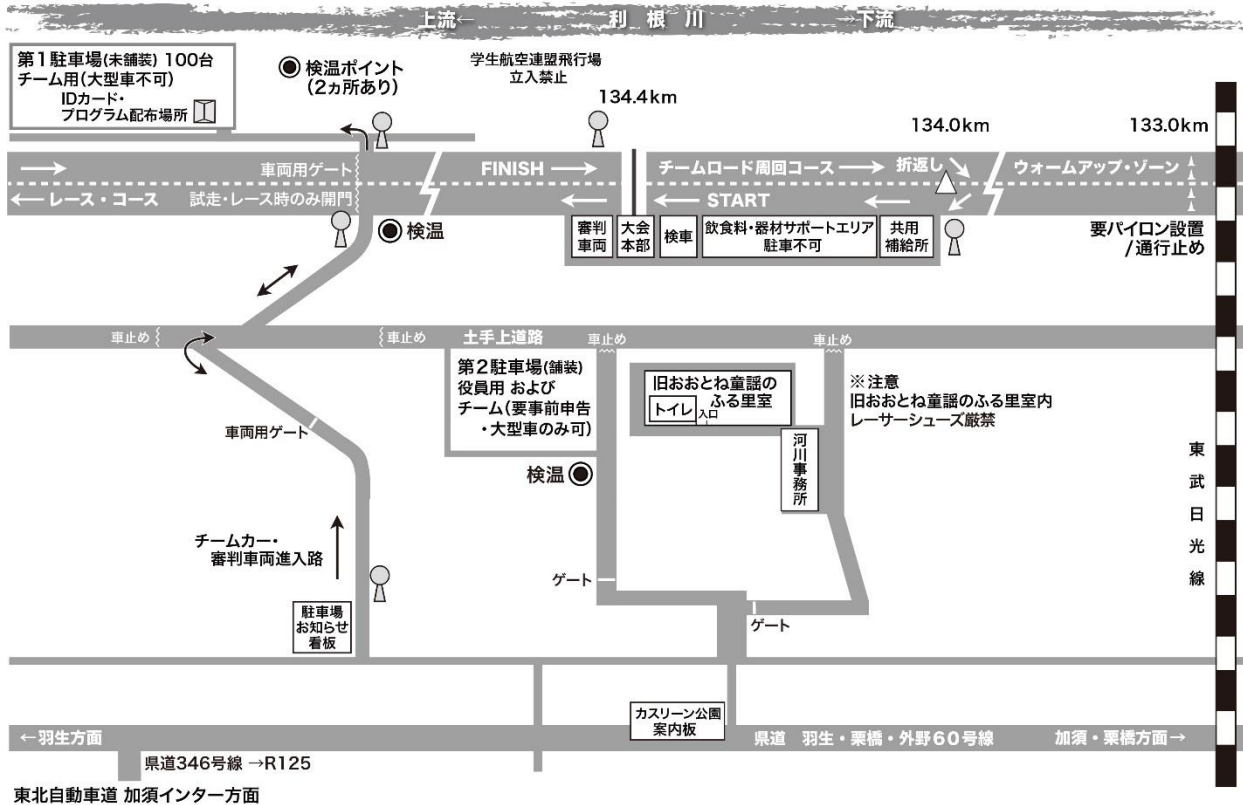 上流←
利根川
→下流
第1駐車場(未舗装) 100台
チーム用(大型車不可)
IDカード・
プログラム配布場所
検温ポイント
(2ヵ所あり)
学生航空連盟飛行場
立入禁止
134.4km
134.0km
133.0km
→
車両用ゲート
FINISH →
チームロード周回コース →
折返し
ウォームアップ・ゾーン
←レース・コース
試走・レース時のみ開門
←
← START
←
検温
審判
車両
大会
本部
検車
飲食料・器材サポートエリア
駐車不可
共用
補給所
要パイロン設置
/通行止め
車止め
車止め
土手上道路
車止め
車止め
第2駐車場(舗装)
役員用 および
チーム(要事前申告
・大型車のみ可)
旧おおとね童謡の
ふる里室
トイレ
入口
※注意
旧おおとね童謡のふる里室内
レーサーシューズ厳禁
車両用ゲート
検温
河川事務所
東武日光線
チームカー・
審判車両進入路
ゲート
駐車場
お知らせ
看板
ゲート
カスリーン公園
案内板
←羽生方面
県道 羽生・栗橋・外野60号線
加須・栗橋方面→
県道346号線 →R125
東北自動車道 加須インター方面